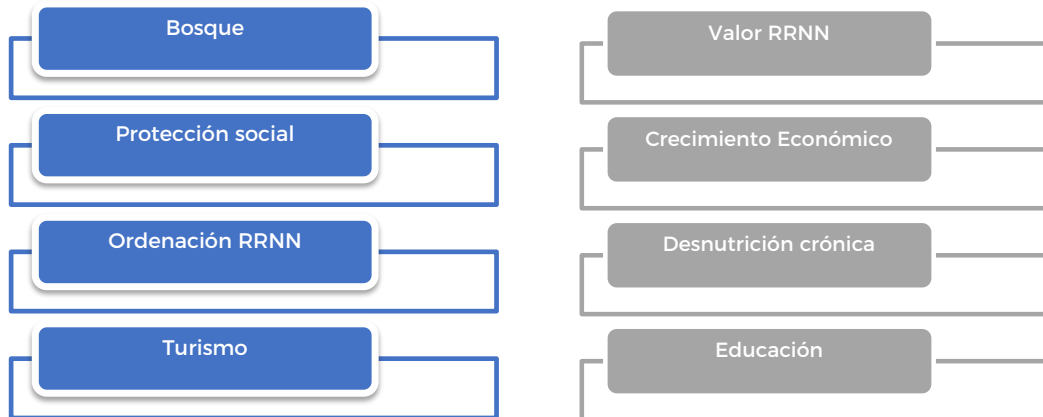 Bosque
Protección social
Ordenación RRNN
Turismo
Valor RRNN
Crecimiento Económico
Desnutrición crónica
Educación